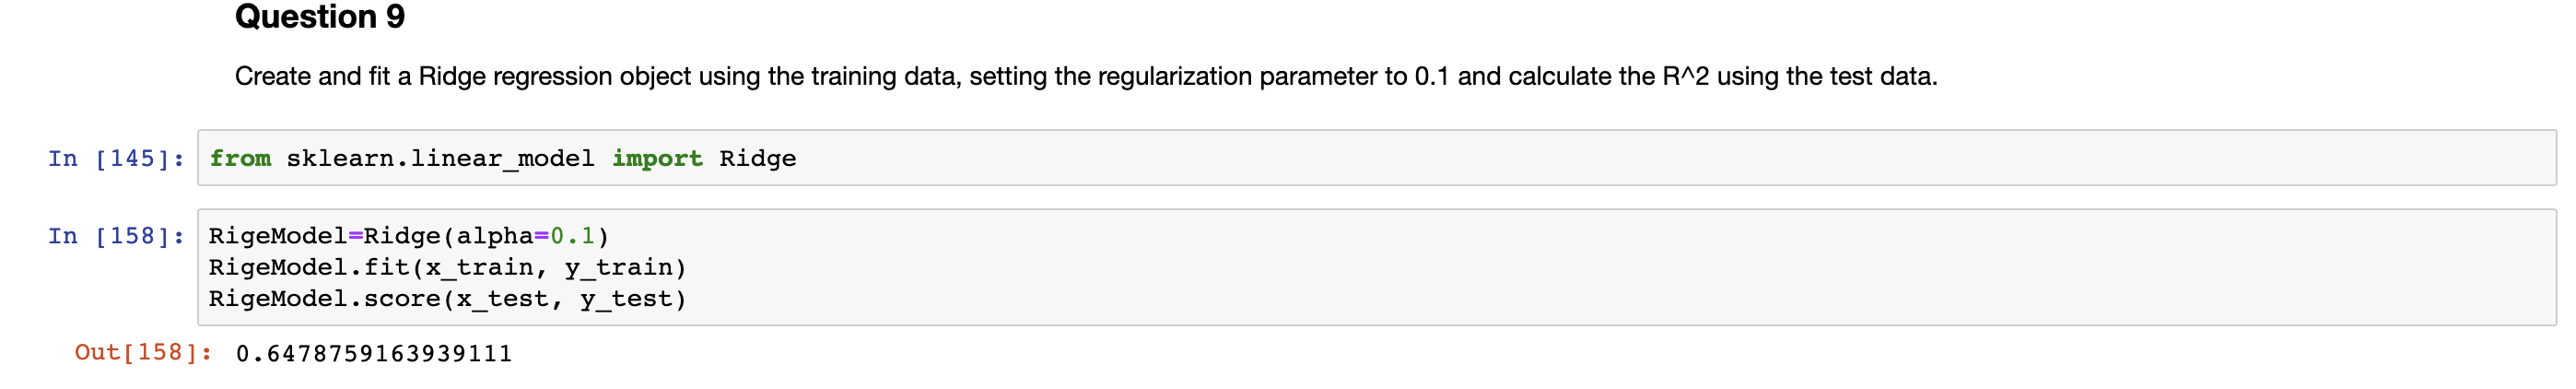 Question 9
Create and fit a Ridge regression object using the training data, setting the regularization parameter to 0.1 and calculate the R^2 using the test data.
In [145]: from sklearn.linear_model import Ridge
In [158]: RigeModel=Ridge(alpha=0.1)
RigeModel.fit(x_train, y_train)
RigeModel.score(x_test, y_test)
Out[158]: 0.6478759163939111